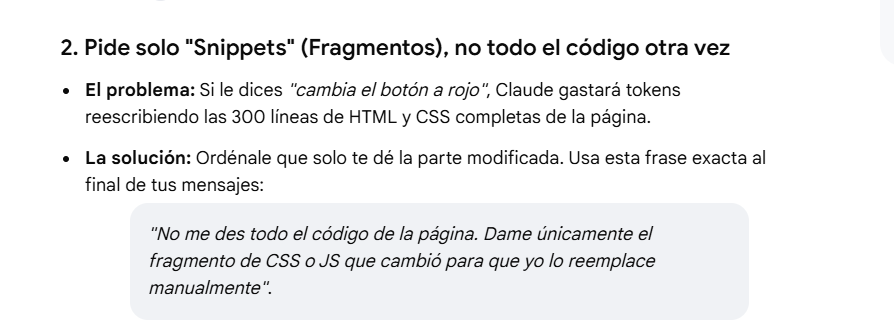 2. Pide solo "Snippets" (Fragmentos), no todo el código otra vez
• El problema: Si le dices "cambia el botón a rojo", Claude gastará tokens
reescribiendo las 300 líneas de HTML y CSS completas de la página.
• La solución: Ordénale que solo te dé la parte modificada. Usa esta frase exacta al
final de tus mensajes:
"No me des todo el código de la página. Dame únicamente el
fragmento de CSS o JS que cambió para que yo lo reemplace
manualmente".